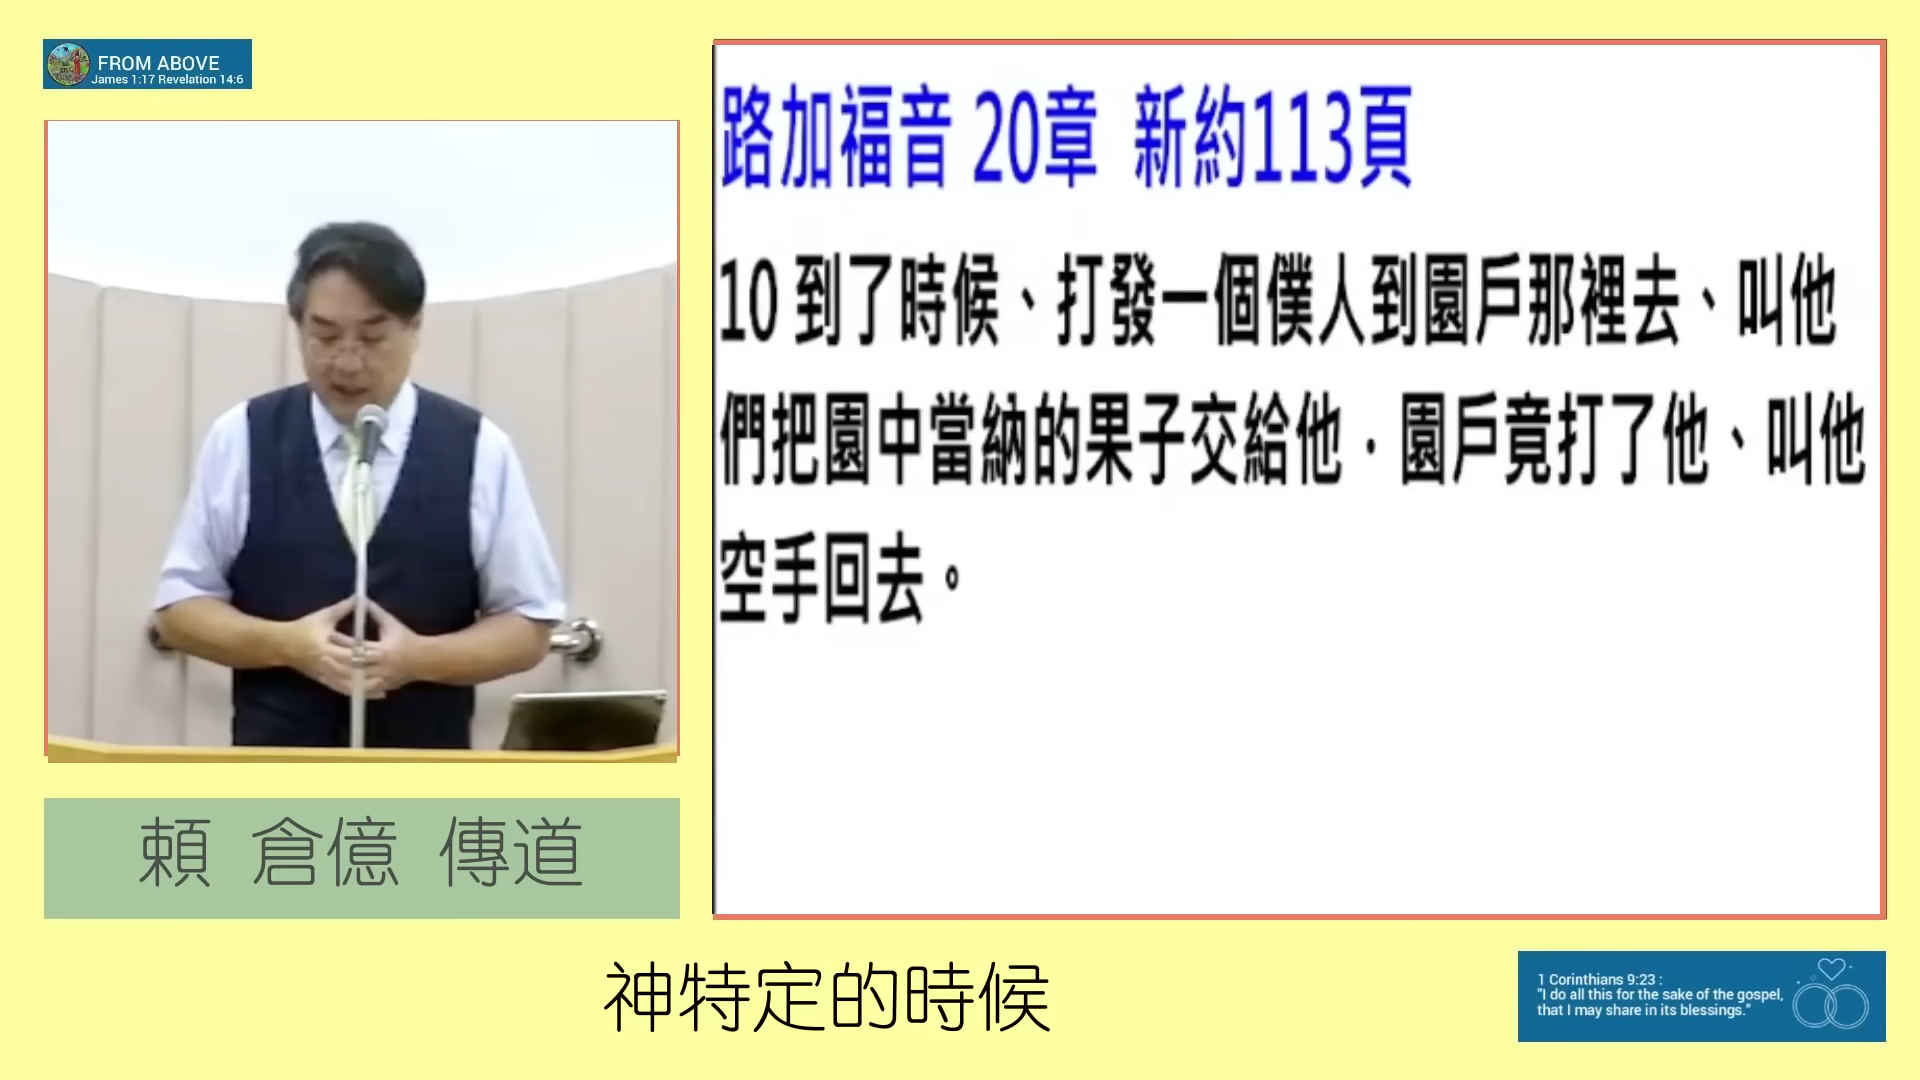 FROM ABOVE
James 1:17 Revelation 14:6
路加福音 20章 新約113頁
10 到了時候、打發一個僕人到園戶那裡去、叫他
們把園中當納的果子交給他．園戶竟打了他、叫他
空手回去。
賴 倉億 傳道
神特定的時候
1 Corinthians 9:23 :
"I do all this for the sake of the gospel,
that I may share in its blessings."